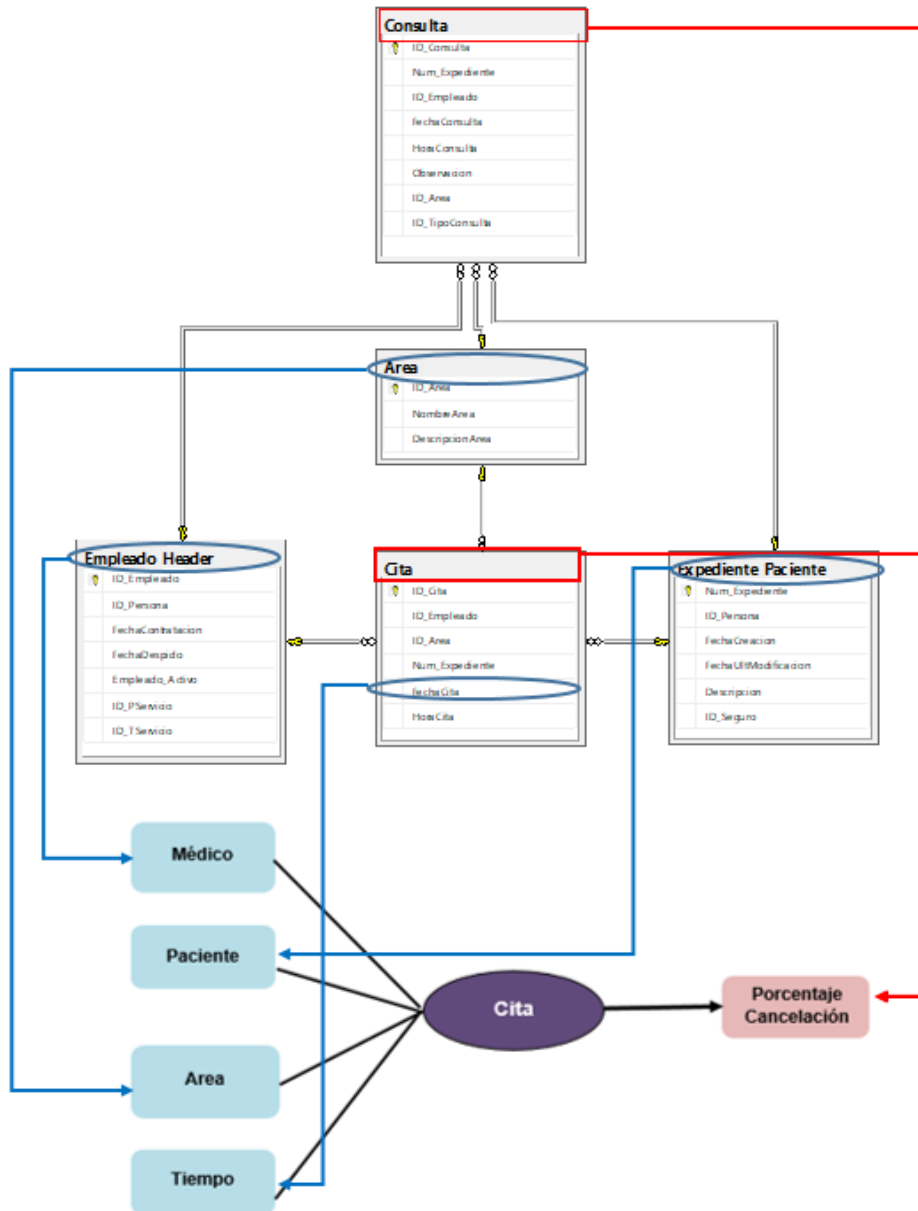 Consulta
ID_Consulta
Num_Expediente
ID_Empleado
FechaConsulta
HoraConsulta
Observacion
ID_Area
ID_TipoConsulta
Area
ID_Area
NombreArea
DescripcionArea
Empleado Header
ID_Empleado
ID_Persona
FechaContratacion
FechaDespido
Empleado_Activo
ID_PServicio
ID_TServicio
Cita
ID_Cita
ID_Empleado
ID_Area
Num_Expediente
FechaCita
HoraCita
Expediente Paciente
Num_Expediente
ID_Persona
FechaCreacion
FechaUltModificacion
Descripcion
ID_Seguro
Médico
Paciente
Area
Tiempo
Cita
Porcentaje
Cancelación